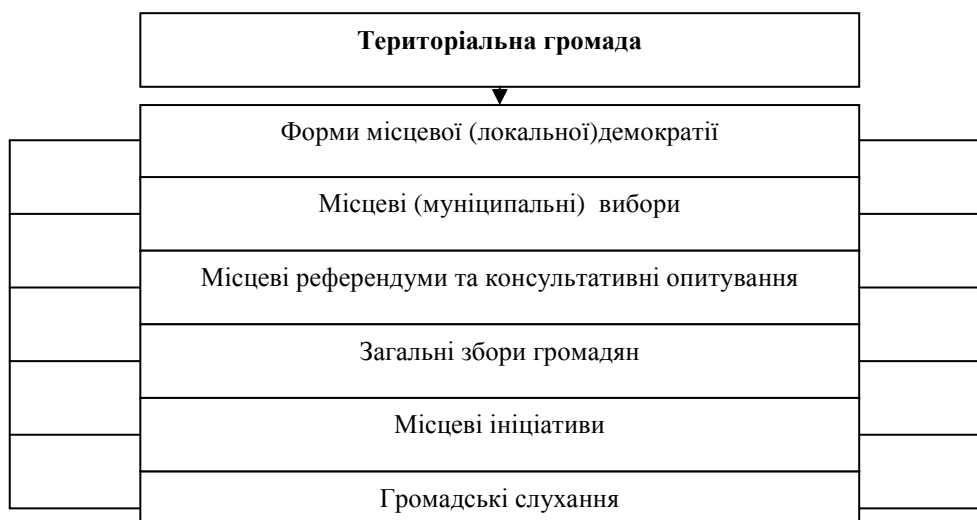 Територіальна громада
Форми місцевої (локальної)демократії
Місцеві (муніципальні) вибори
Місцеві референдуми та консультативні опитування
Загальні збори громадян
Місцеві ініціативи
Громадські слухання